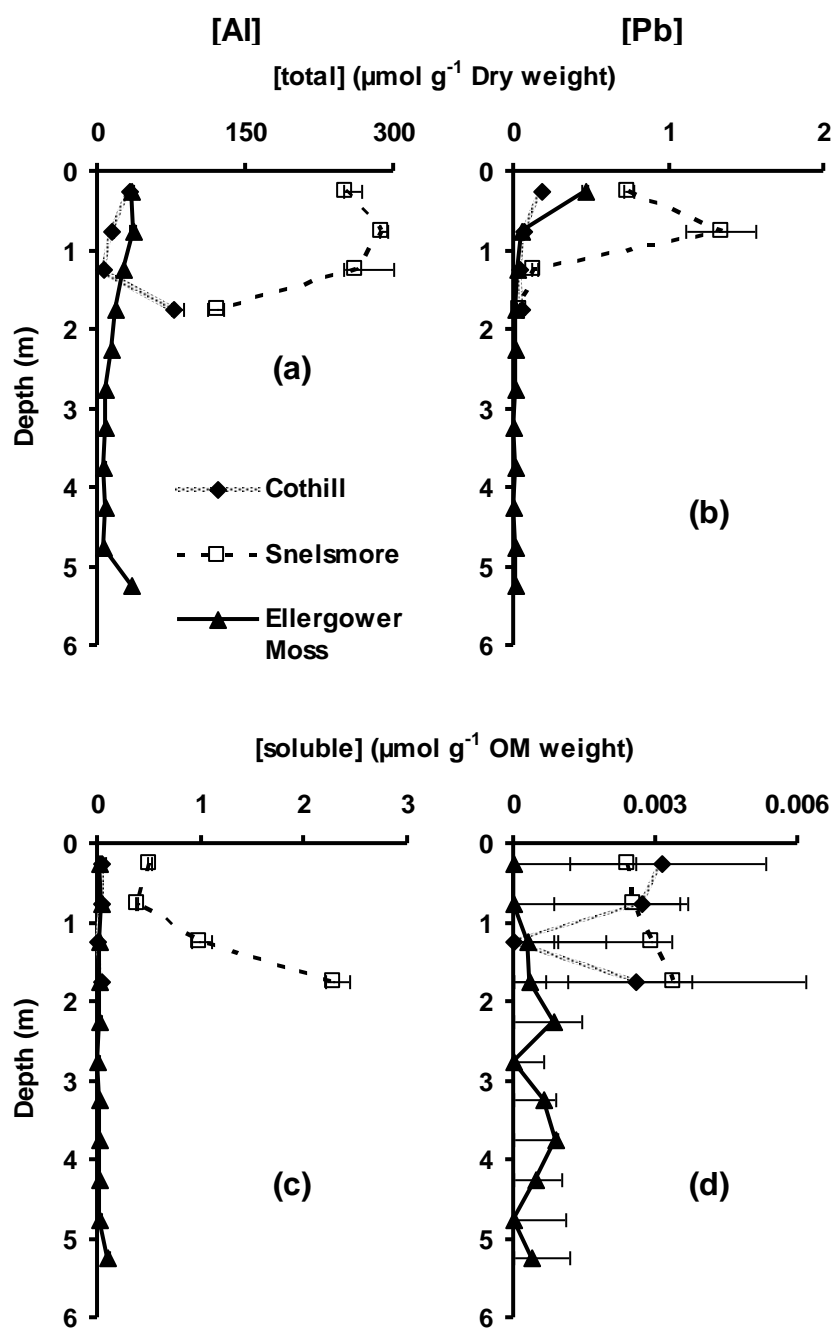 [Al] [Pb]
[total] (µmol g-1 Dry weight)
0 150 300 0 1 2
0
1
2
3
4
5
6
Depth (m)
(a)
(b)
Cothill
Snelsmore
Ellergower
Moss
0
1
2
3
4
5
6
[soluble] (µmol g-1 OM weight)
0 1 2 3 0 0.003 0.006
0
1
2
3
4
5
6
Depth (m)
(c)
(d)
0
1
2
3
4
5
6